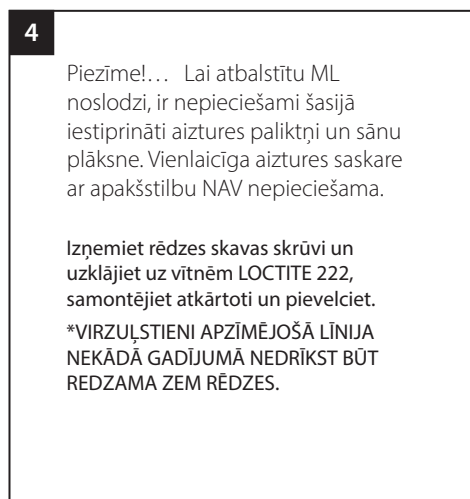 4
Piezīme!… Lai atbalstītu ML
noslodzi, ir nepieciešami šasijā
iestiprināti aiztures paliktņi un sānu
plāksne. Vienlaicīga aiztures saskare
ar apakšstilbu NAV nepieciešama.
Izņemiet rēdzes skavas skrūvi un
uzklājiet uz vītnēm LOCTITE 222,
samontējiet atkārtoti un pievelciet.
*VIRZUĻSTIENI APZĪMĒJOŠĀ LĪNIJA
NEKĀDĀ GADĪJUMĀ NEDRĪKST BŪT
REDZAMA ZEM RĒDZES.